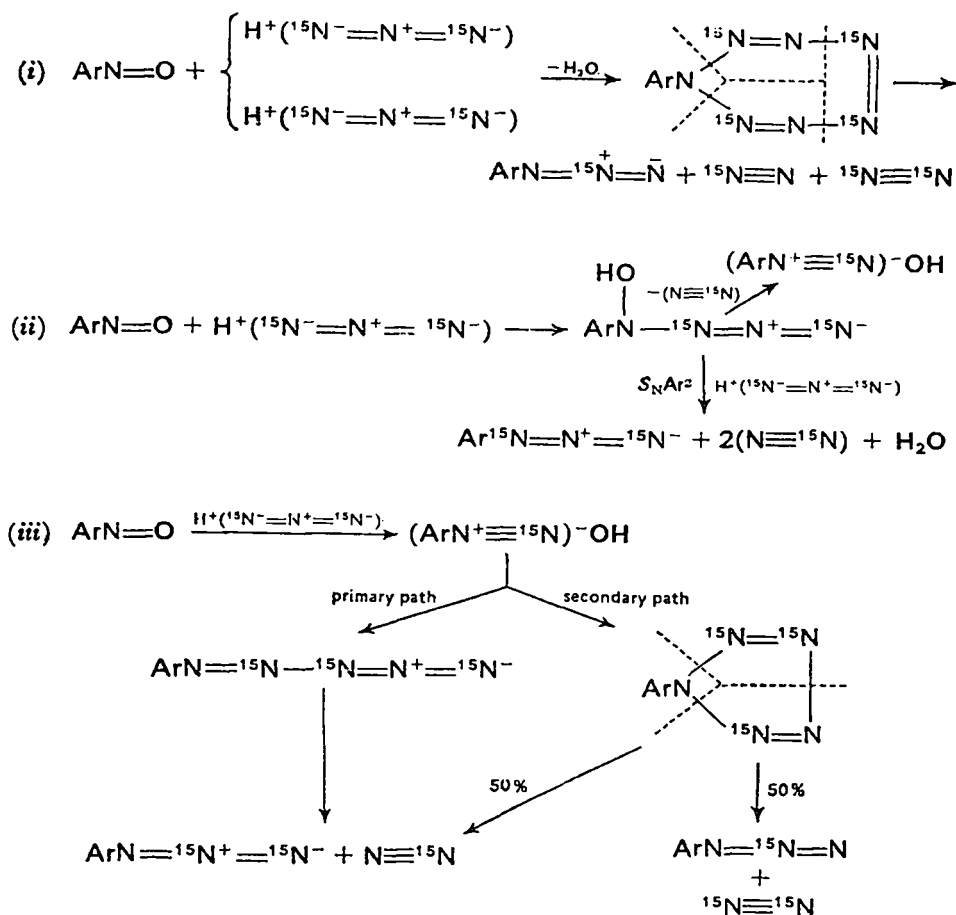 H⁺(¹⁵N⁻=N⁺=¹⁵N⁻)
(i) ArN=O + −H₂O
H⁺(¹⁵N⁻=N⁺=¹⁵N⁻)
¹⁵N=N—¹⁵N
ArN
¹⁵N=N—¹⁵N
ArN=¹⁵N⁺=N⁻ + ¹⁵N≡N + ¹⁵N≡¹⁵N
HO (ArN⁺≡¹⁵N)⁻OH
−(N≡¹⁵N)
(ii) ArN=O + H⁺(¹⁵N⁻=N⁺=¹⁵N⁻) ArN—¹⁵N=N⁺=¹⁵N⁻
SNAr² H⁺(¹⁵N⁻=N⁺=¹⁵N⁻)
Ar¹⁵N=N⁺=¹⁵N⁻ + 2(N≡¹⁵N) + H₂O
(iii) ArN=O H⁺(¹⁵N⁻=N⁺=¹⁵N⁻) (ArN⁺≡¹⁵N)⁻OH
primary path secondary path
¹⁵N=¹⁵N
ArN=¹⁵N—¹⁵N=N⁺=¹⁵N⁻ ArN
¹⁵N=N
50% 50%
ArN=¹⁵N⁺=¹⁵N⁻ + N≡¹⁵N ArN=¹⁵N=N
+
¹⁵N≡¹⁵N